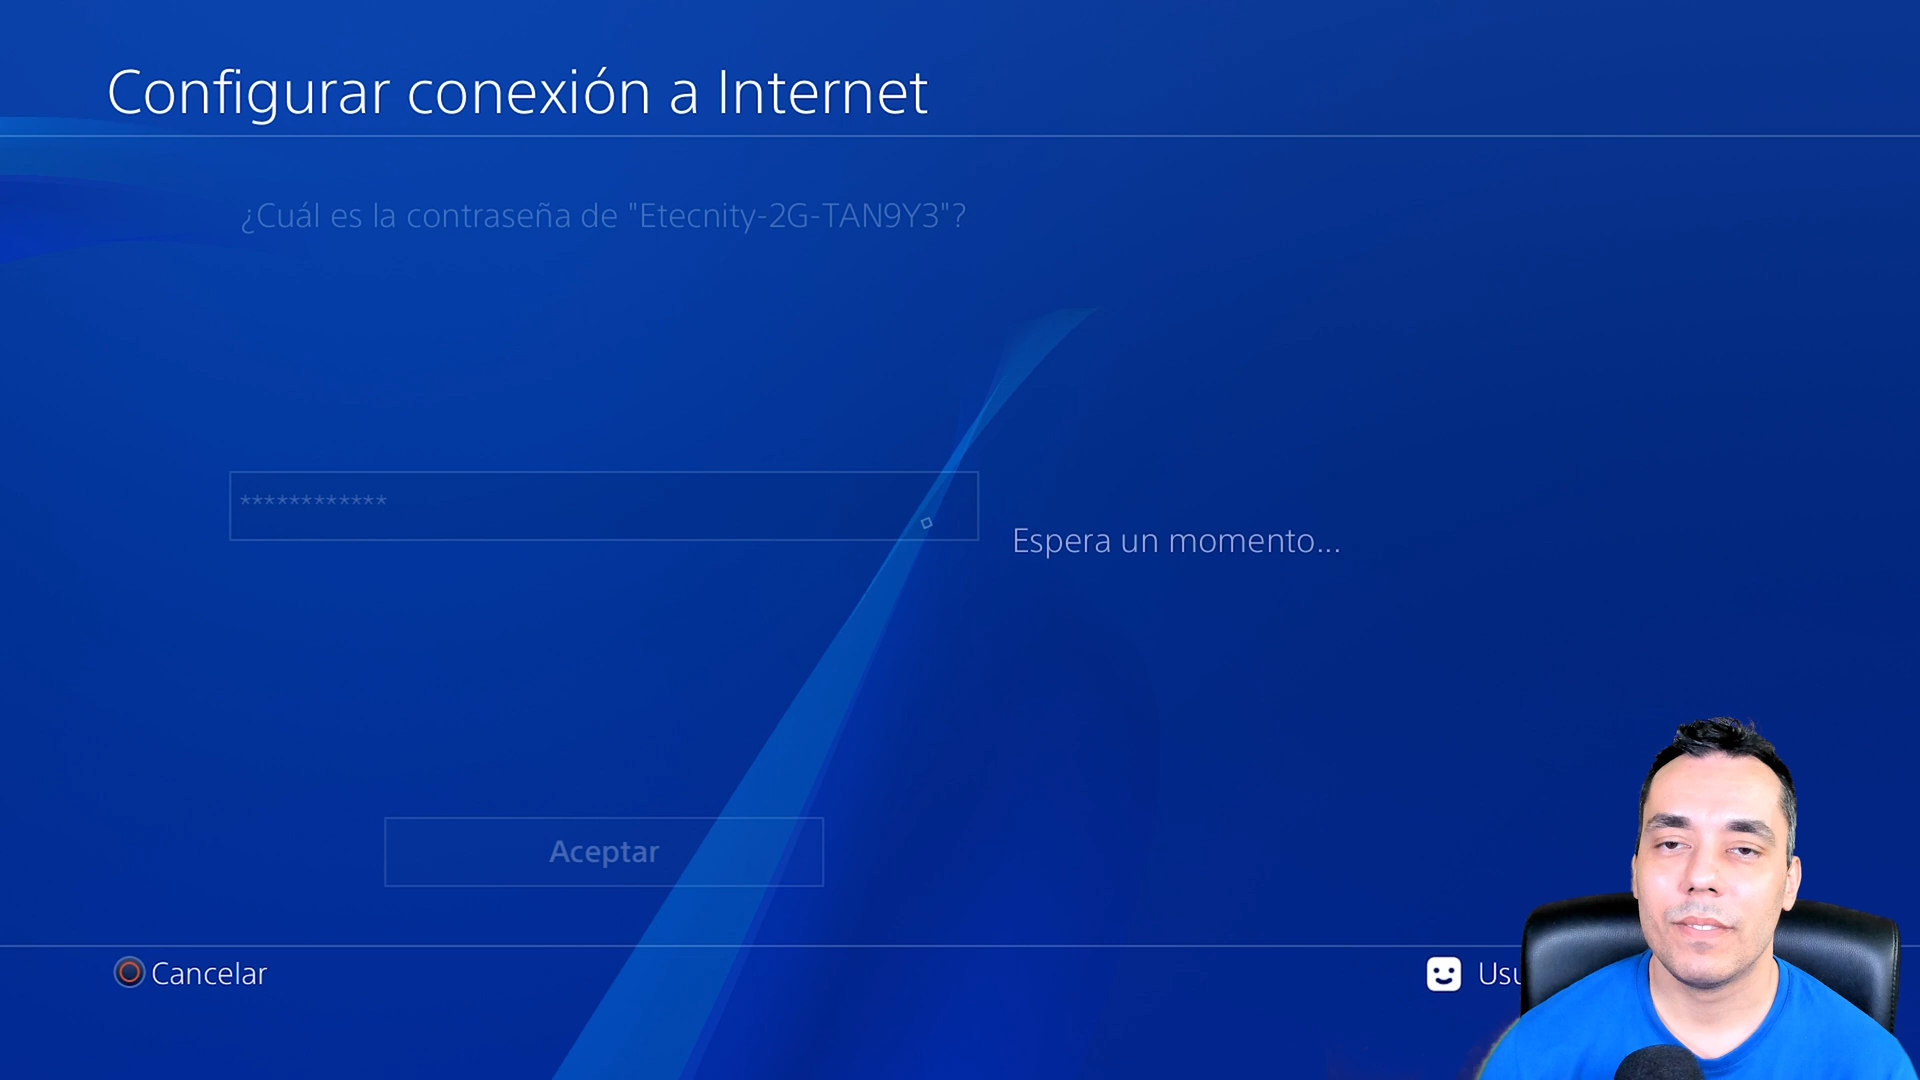 Configurar conexión a Internet
¿Cuál es la contraseña de "Etecnity-2G-TAN9Y3"?
************
Espera un momento...
Aceptar
Cancelar